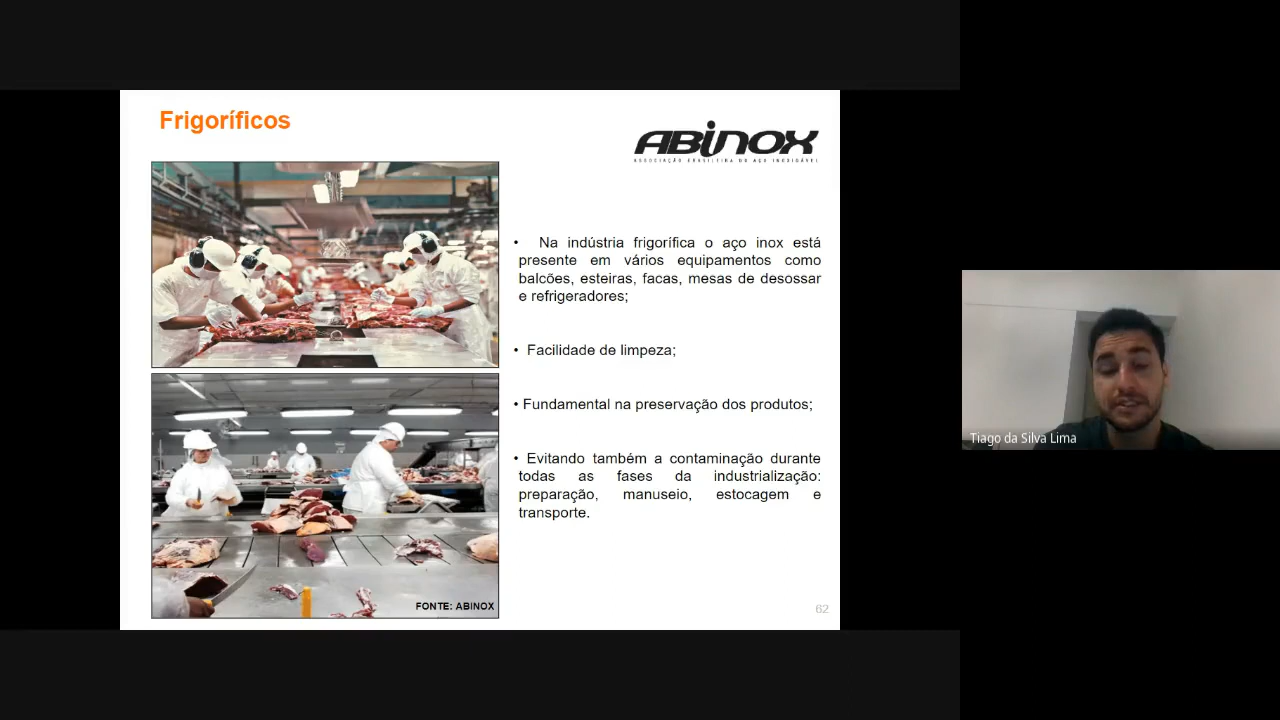 Frigoríficos
ABINOX
ASSOCIAÇÃO BRASILEIRA DO AÇO INOXIDÁVEL
• Na indústria frigorífica o aço inox está
presente em vários equipamentos como
balcões, esteiras, facas, mesas de desossar
e refrigeradores;
• Facilidade de limpeza;
• Fundamental na preservação dos produtos;
• Evitando também a contaminação durante
todas as fases da industrialização:
preparação, manuseio, estocagem e
transporte.
FONTE: ABINOX
62
Tiago da Silva Lima